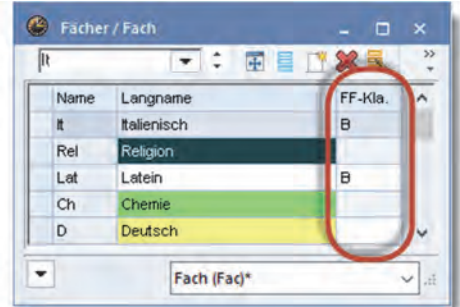 Fächer / Fach
It
Name Langname FF-Kla.
It Italienisch B
Rel Religion
Lat Latein B
Ch Chemie
D Deutsch
Fach (Fac)*